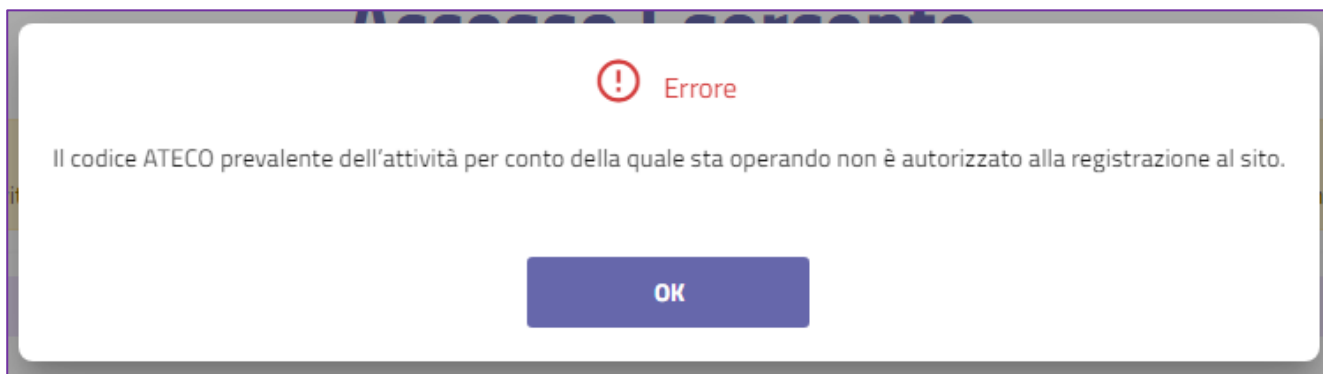 Errore
Il codice ATECO prevalente dell'attività per conto della quale sta operando non è autorizzato alla registrazione al sito.
OK